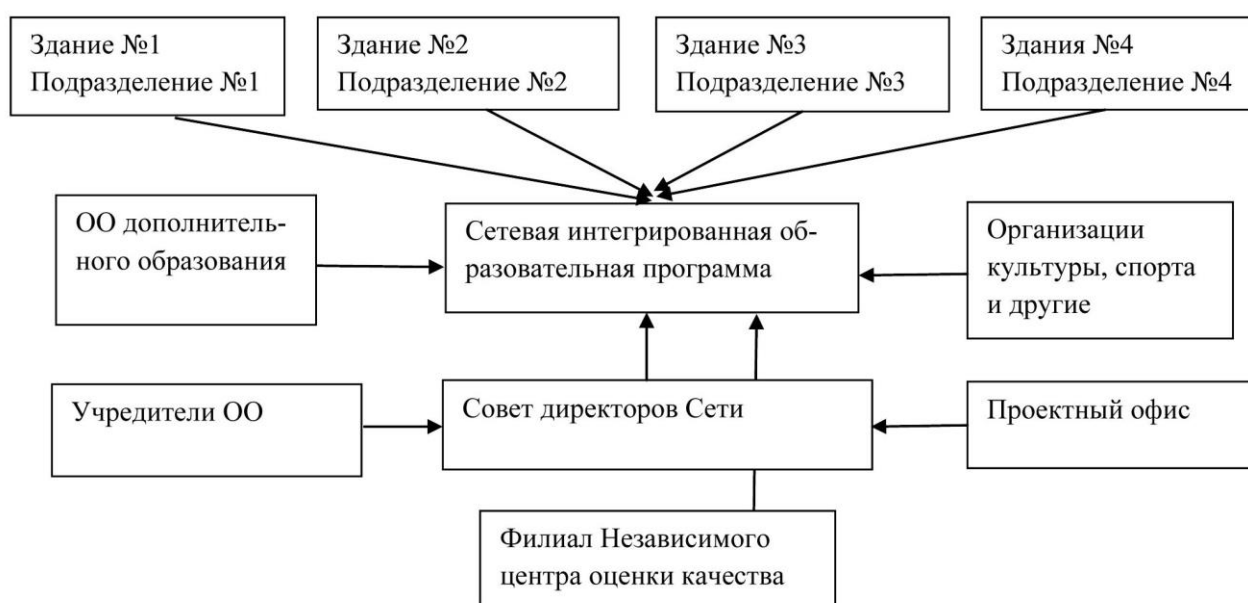 Здание №1
Подразделение №1
Здание №2
Подразделение №2
Здание №3
Подразделение №3
Здания №4
Подразделение №4
ОО дополнитель-
ного образования
Сетевая интегрированная об-
разовательная программа
Организации
культуры, спорта
и другие
Учредители ОО
Совет директоров Сети
Проектный офис
Филиал Независимого
центра оценки качества